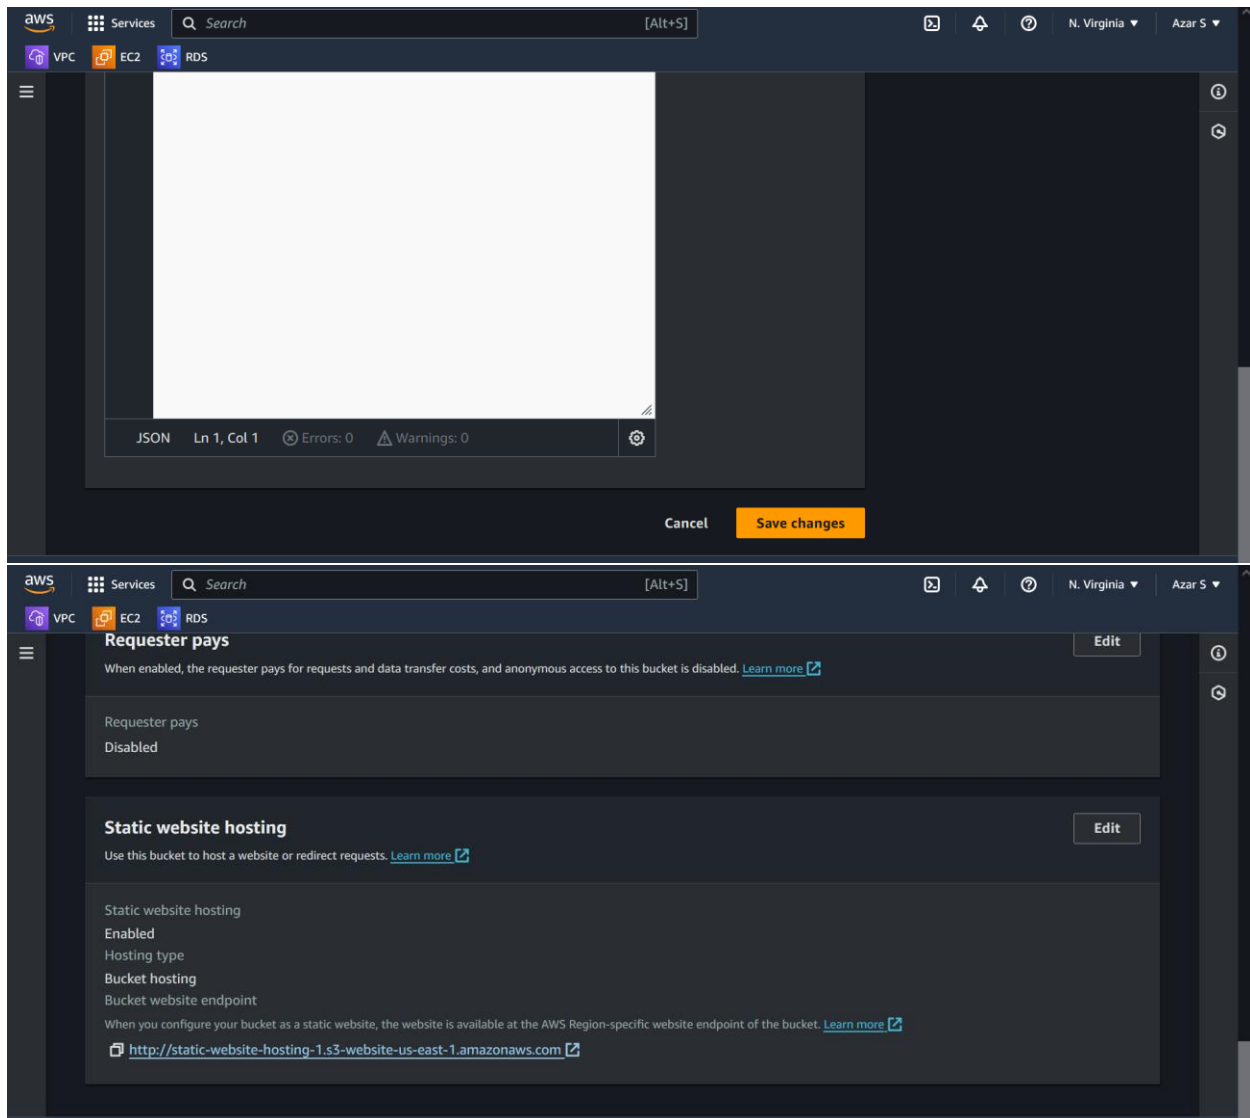 aws Services Search [Alt+S] N. Virginia Azar S
VPC EC2 RDS
JSON Ln 1, Col 1 Errors: 0 Warnings: 0
Cancel Save changes
aws Services Search [Alt+S] N. Virginia Azar S
VPC EC2 RDS
Requester pays Edit
When enabled, the requester pays for requests and data transfer costs, and anonymous access to this bucket is disabled. Learn more
Requester pays
Disabled
Static website hosting Edit
Use this bucket to host a website or redirect requests. Learn more
Static website hosting
Enabled
Hosting type
Bucket hosting
Bucket website endpoint
When you configure your bucket as a static website, the website is available at the AWS Region-specific website endpoint of the bucket. Learn more
http://static-website-hosting-1.s3-website-us-east-1.amazonaws.com